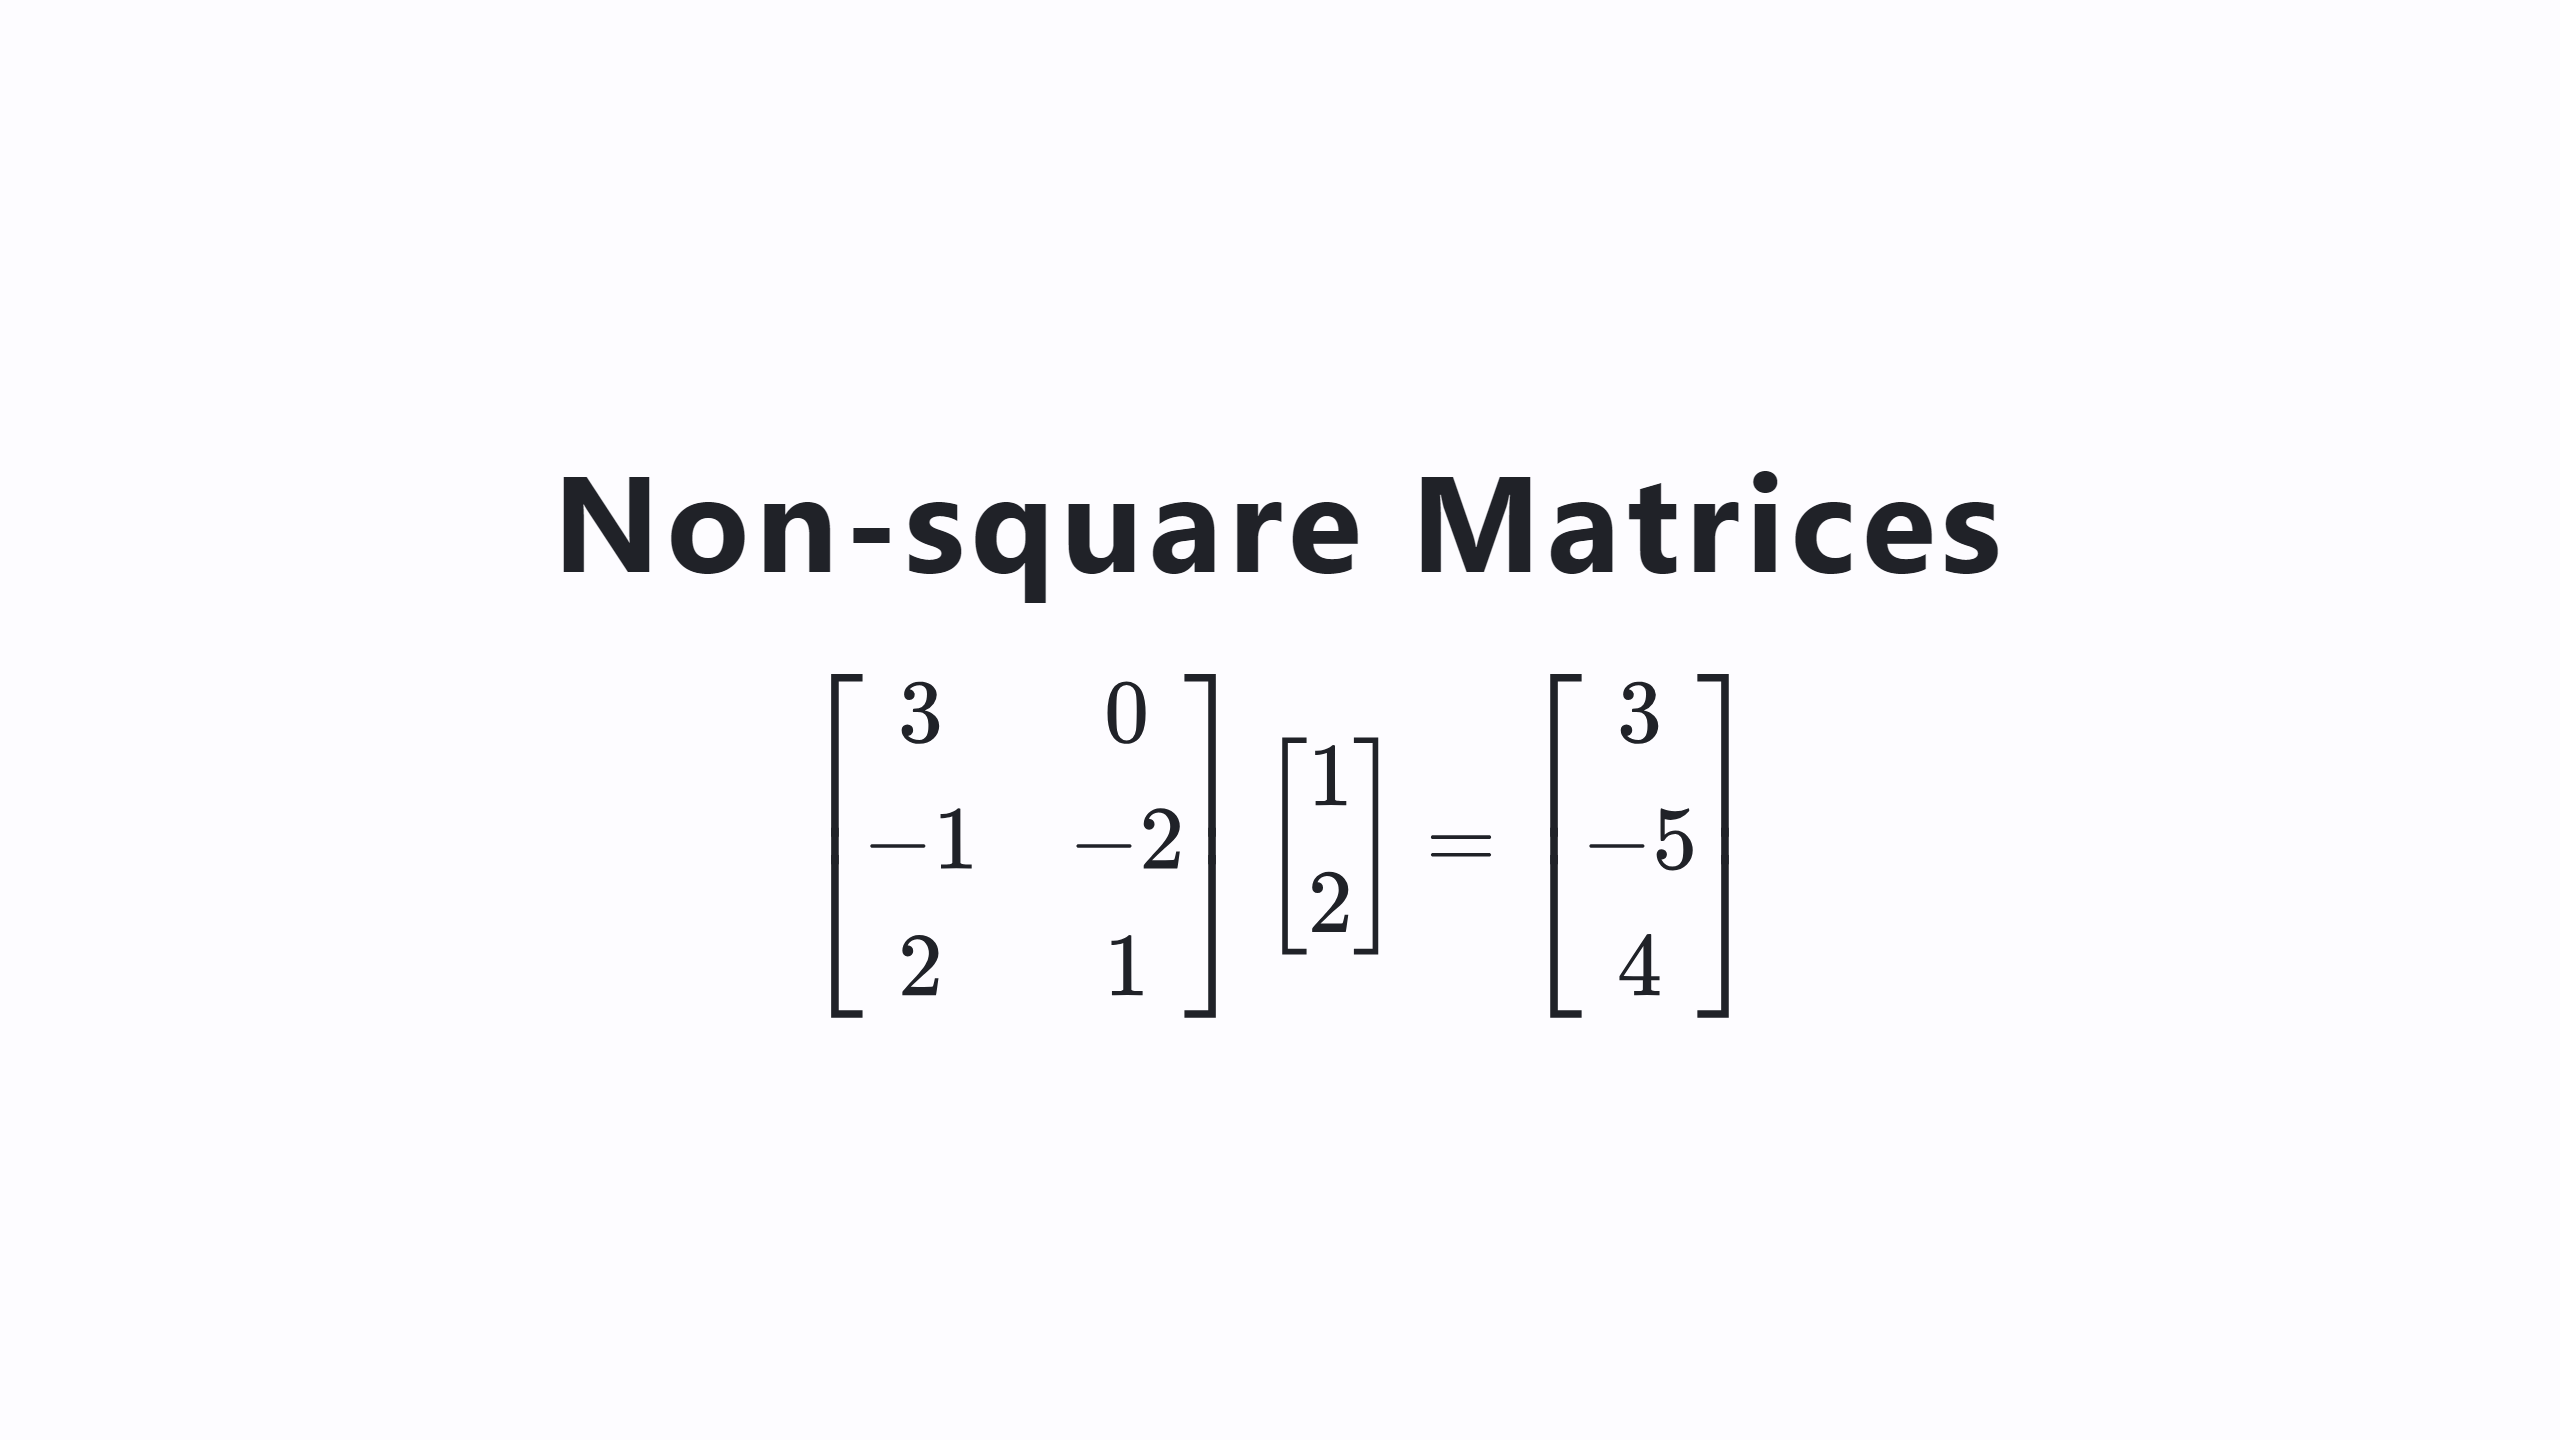 Non-square Matrices
[3 0; −1 −2; 2 1] [1; 2] = [3; −5; 4]